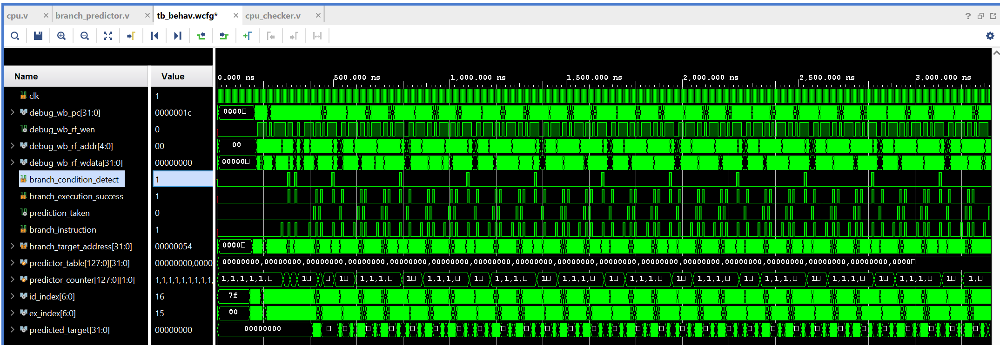 cpu.v × branch_predictor.v × tb_behav.wcfg* × cpu_checker.v ×
Name Value
0.000 ns 500.000 ns 1,000.000 ns 1,500.000 ns 2,000.000 ns 2,500.000 ns 3,000.000 ns
clk 1
debug_wb_pc[31:0] 0000001c 0000
debug_wb_rf_wen 0
debug_wb_rf_addr[4:0] 00 00
debug_wb_rf_wdata[31:0] 00000000 00000
branch_condition_detect 1
branch_execution_success 1
prediction_taken 0
branch_instruction 1
branch_target_address[31:0] 00000054 0000
predictor_table[127:0][31:0] 00000000,0000 00000000,00000000,00000000,00000000,00000000,00000000,00000000,00000000,00000000,00000000,00000000,00000000,00000000,0000
predictor_counter[127:0][1:0] 1,1,1,1,1,1,1,1,1, 1,1,1,1,1, 1 1 1,1,1, 1 1,1,1, 1 1,1,1, 1 1,1,1, 1 1,1,1, 1 1,1,1, 1 1,1,1, 1 1,1,1, 1 1,1,1, 1 1,
id_index[6:0] 16 7f
ex_index[6:0] 15 00
predicted_target[31:0] 00000000 00000000